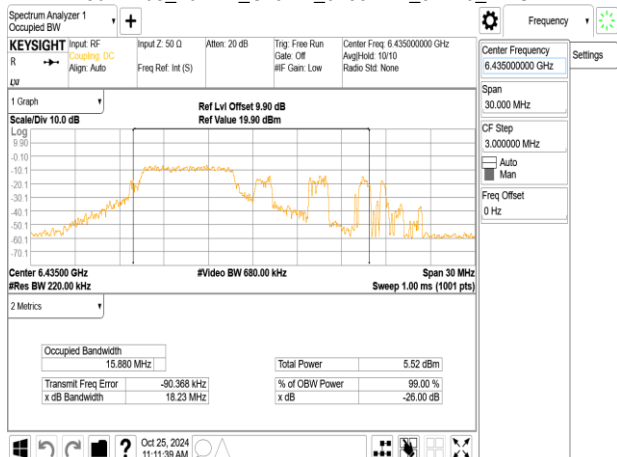 Spectrum Analyzer 1
Occupied BW
Frequency
KEYSIGHT
R
Input: RF
Coupling: DC
Align: Auto
Input Z: 50 Ω
Freq Ref: Int (S)
Atten: 20 dB
Trig: Free Run
Gate: Off
#IF Gain: Low
Center Freq: 6.435000000 GHz
Avg|Hold: 10/10
Radio Std: None
Center Frequency
6.435000000 GHz
Settings
Span
30.000 MHz
CF Step
3.000000 MHz
Auto
Man
Freq Offset
0 Hz
1 Graph
Scale/Div 10.0 dB
Ref Lvl Offset 9.90 dB
Ref Value 19.90 dBm
Log
9.90
-0.10
-10.1
-20.1
-30.1
-40.1
-50.1
-60.1
-70.1
Center 6.43500 GHz
#Video BW 680.00 kHz
Span 30 MHz
#Res BW 220.00 kHz
Sweep 1.00 ms (1001 pts)
2 Metrics
Occupied Bandwidth
15.880 MHz
Total Power
5.52 dBm
Transmit Freq Error
-90.368 kHz
% of OBW Power
99.00 %
x dB Bandwidth
18.23 MHz
x dB
-26.00 dB
?
Oct 25, 2024
11:11:39 AM